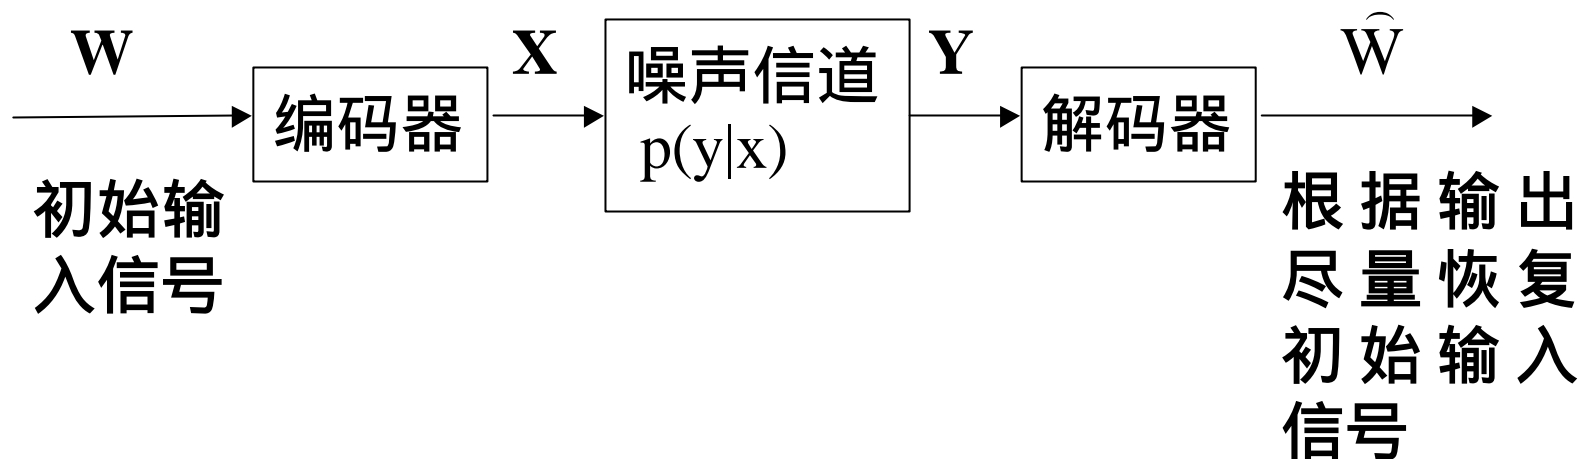 W
编码器
X
噪声信道
p(y|x)
Y
解码器
Ŵ
初始输
入信号
根据输出
尽量恢复
初始输入
信号